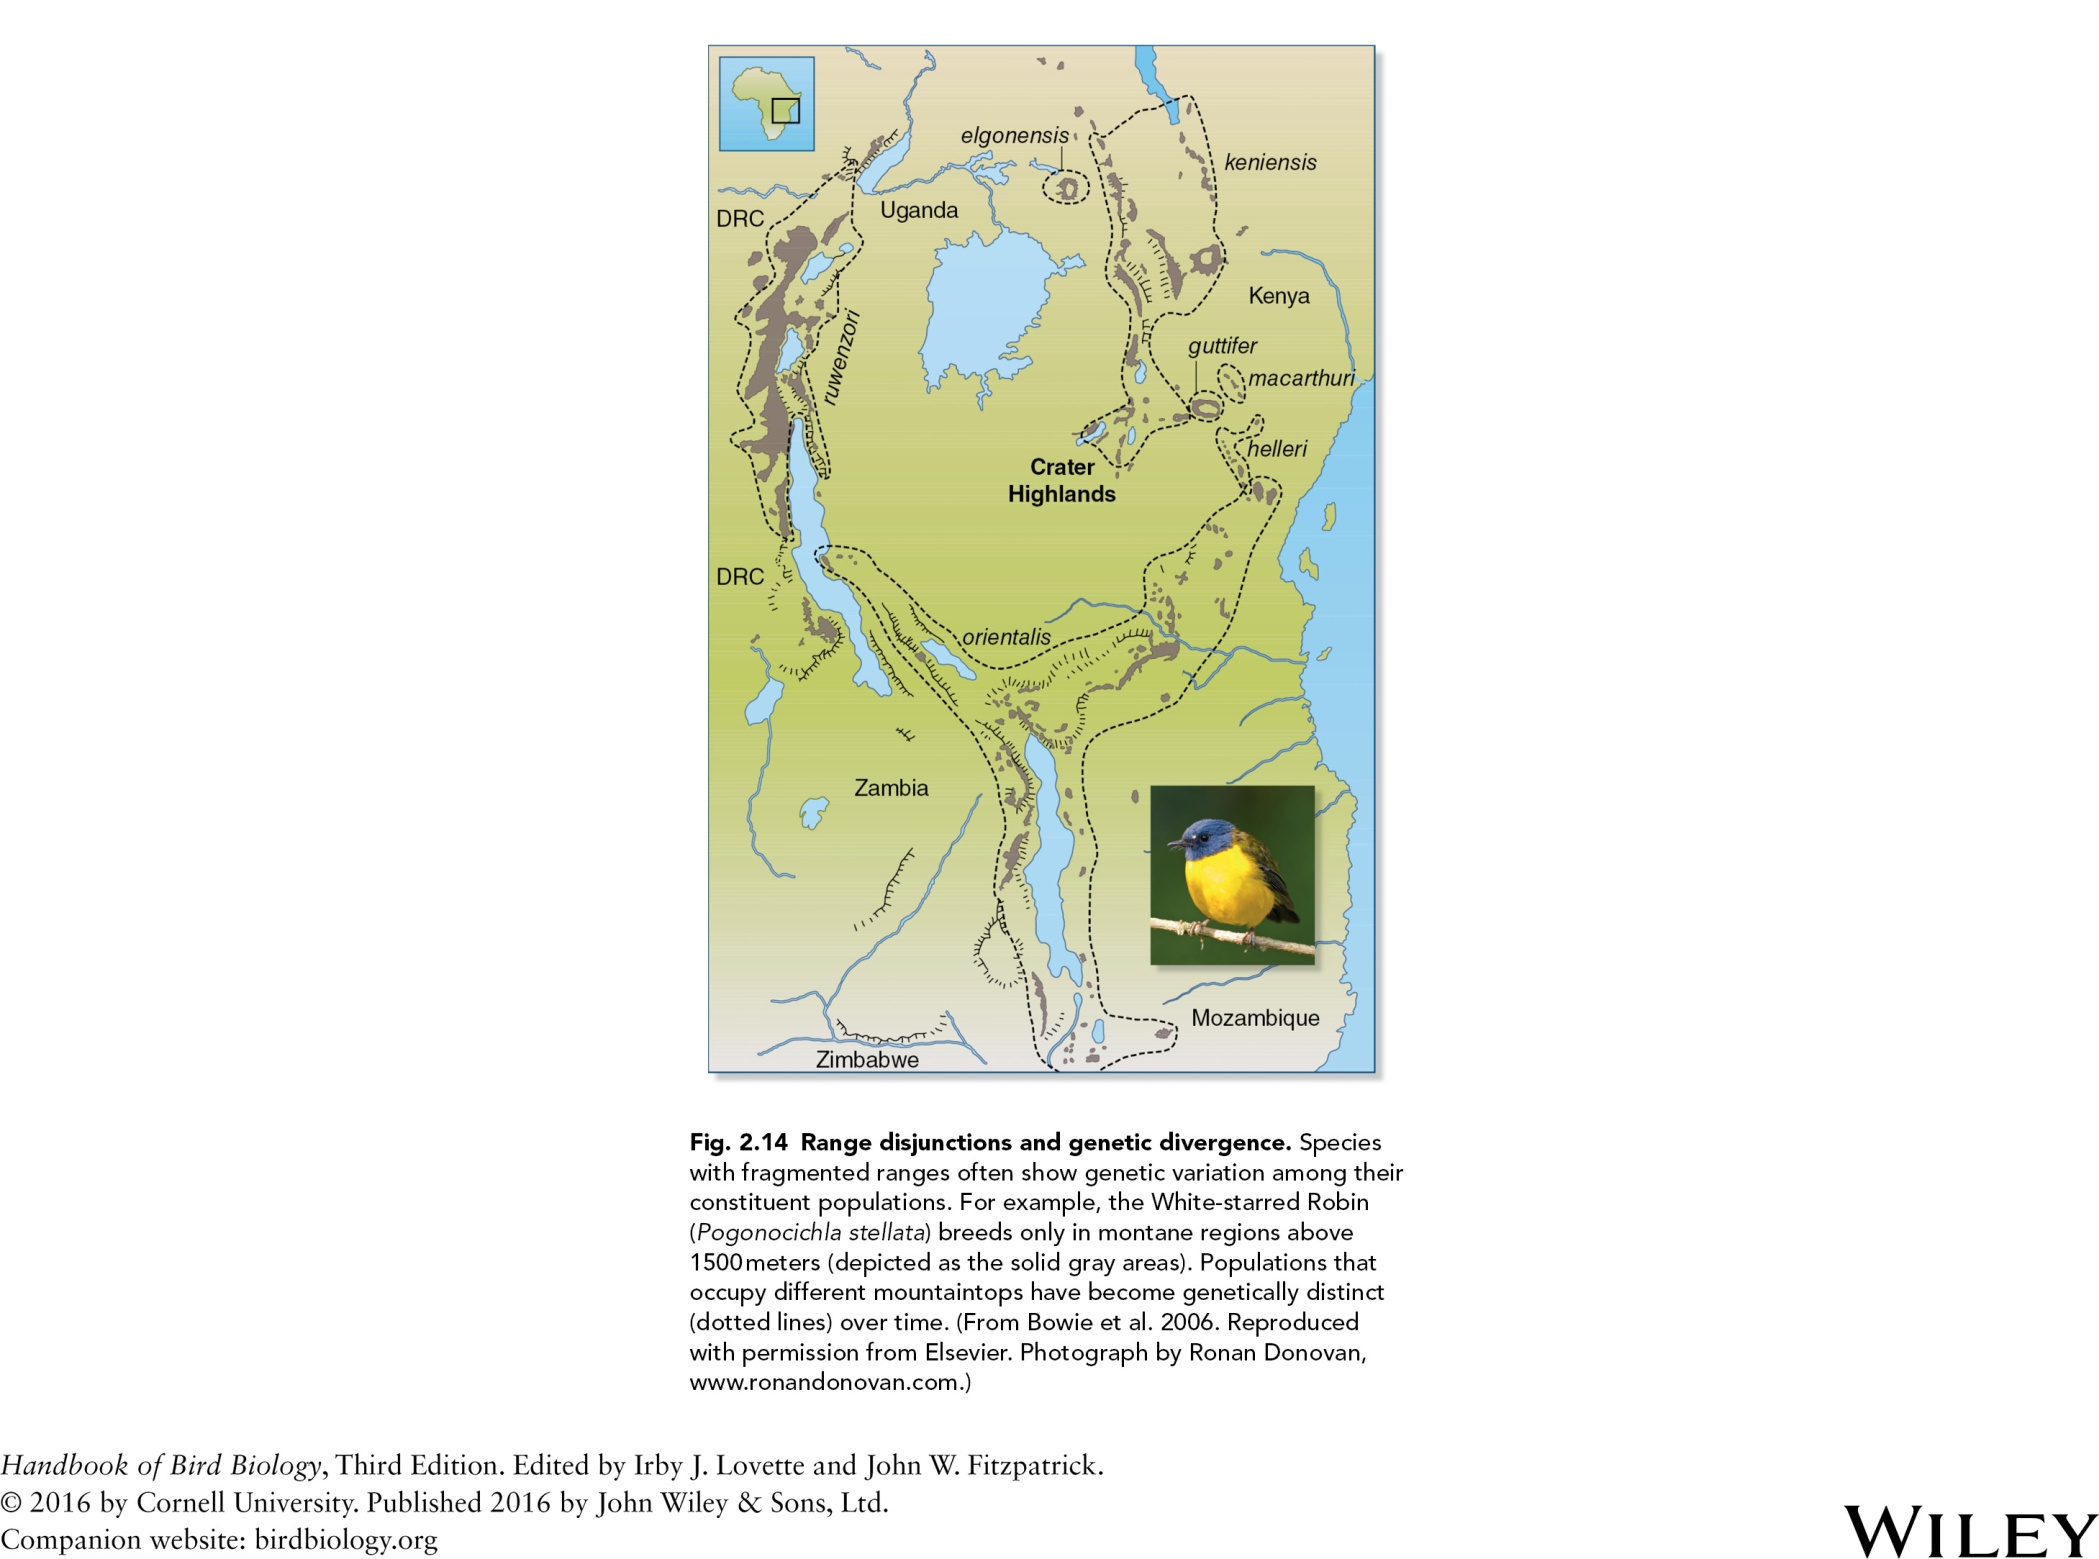 elgonensis
keniensis
DRC
Uganda
Kenya
ruwenzori
guttifer
macarthuri
helleri
Crater
Highlands
DRC
orientalis
Zambia
Mozambique
Zimbabwe
Fig. 2.14 Range disjunctions and genetic divergence. Species
with fragmented ranges often show genetic variation among their
constituent populations. For example, the White-starred Robin
(Pogonocichla stellata) breeds only in montane regions above
1500 meters (depicted as the solid gray areas). Populations that
occupy different mountaintops have become genetically distinct
(dotted lines) over time. (From Bowie et al. 2006. Reproduced
with permission from Elsevier. Photograph by Ronan Donovan,
www.ronandonovan.com.)
Handbook of Bird Biology, Third Edition. Edited by Irby J. Lovette and John W. Fitzpatrick.
© 2016 by Cornell University. Published 2016 by John Wiley & Sons, Ltd.
Companion website: birdbiology.org
WILEY